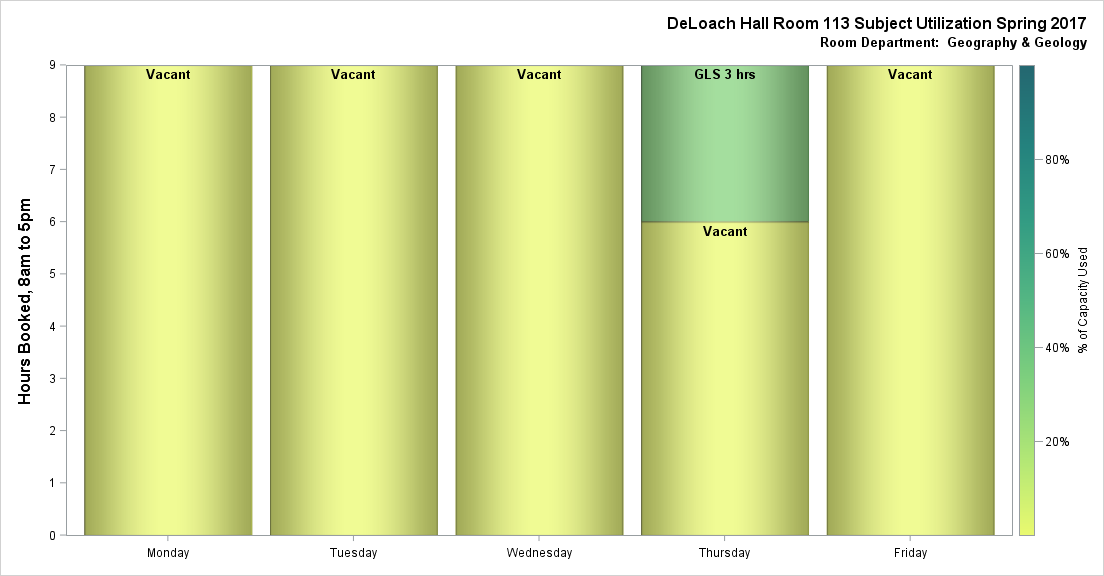 DeLoach Hall Room 113 Subject Utilization Spring 2017
Room Department:  Geography & Geology
Hours Booked, 8am to 5pm
9
8
7
6
5
4
3
2
1
0
Vacant
Vacant
Vacant
GLS 3 hrs
Vacant
Vacant
Monday
Tuesday
Wednesday
Thursday
Friday
80%
60%
40%
20%
% of Capacity Used